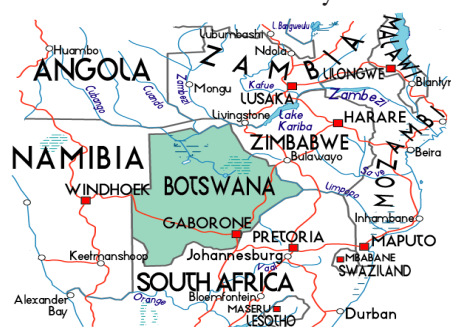 Lubumbashi
L. Bangweulu
Huambo
Ndola
MALAWI
ZAMBIA
ANGOLA
LILONGWE
Cubango
Cuando
Zambezi
Mongu
Kafue
LUSAKA
Blantyre
Zambezi
Livingstone
Lake
Kariba
HARARE
ZIMBABWE
MOZAMBI
Beira
NAMIBIA
Bulawayo
Save
WINDHOEK
BOTSWANA
Limpopo
GABORONE
Inhambane
PRETORIA
MAPUTO
Keetmanshoop
Johannesburg
MBABANE
Vaal
SWAZILAND
SOUTH AFRICA
Alexander
Bay
Orange
Bloemfontein
MASERU
LESOTHO
Durban